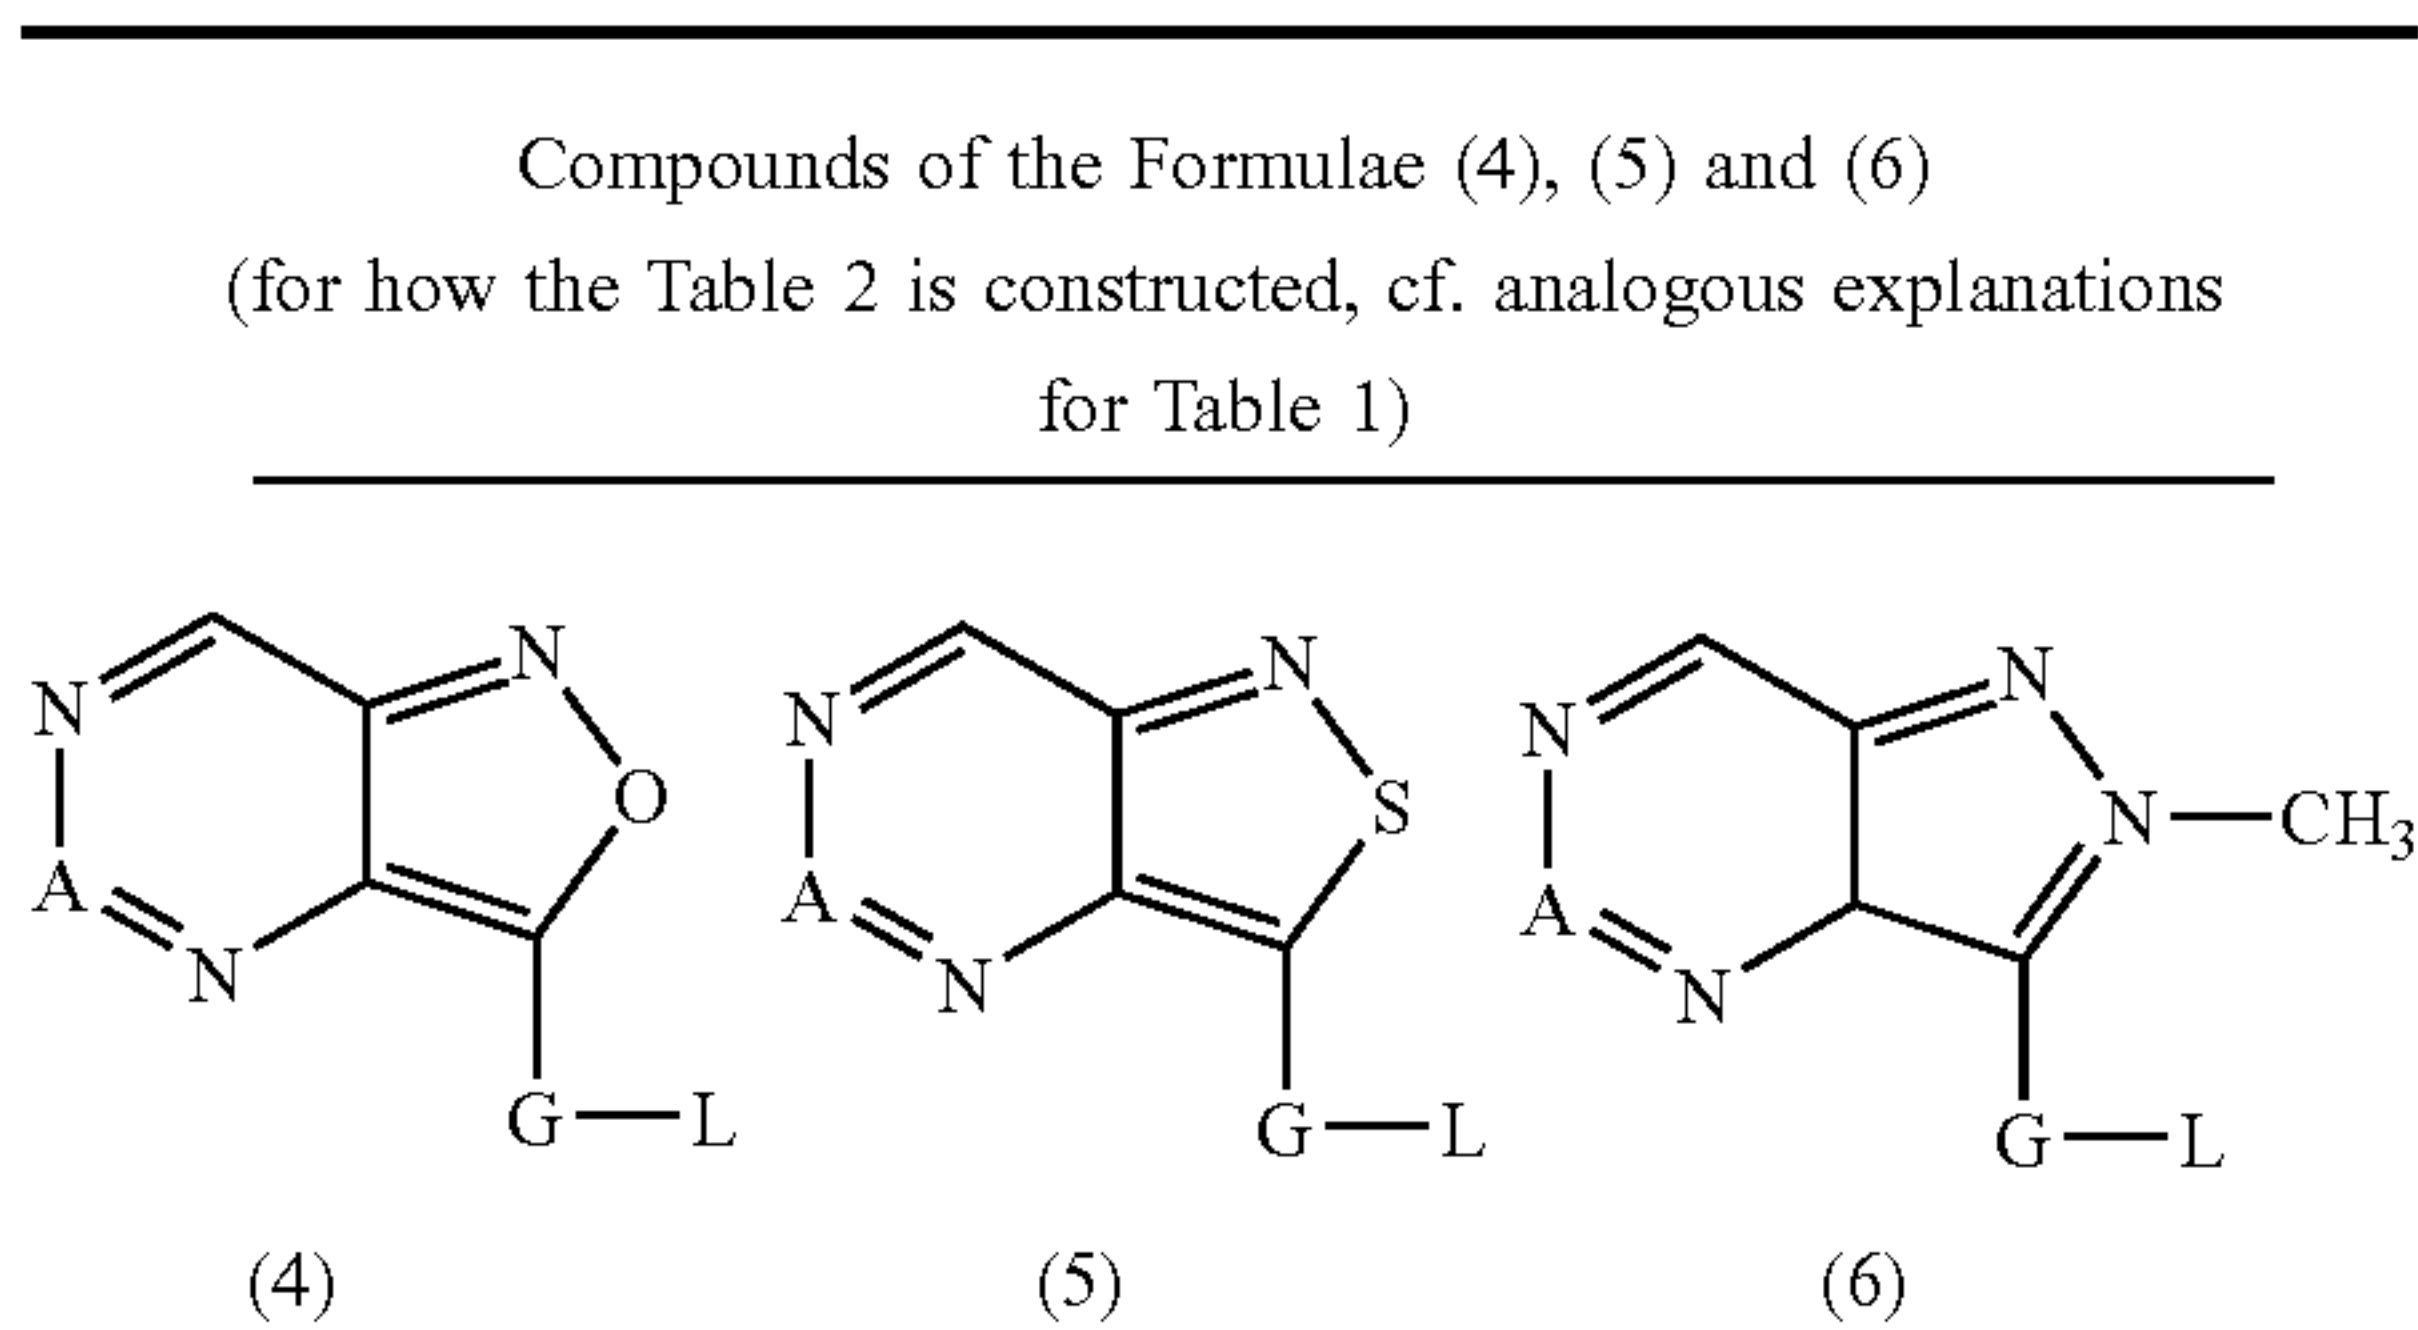 Compounds of the Formulae (4), (5) and (6)
(for how the Table 2 is constructed, cf. analogous explanations
for Table 1)
N N N N N N
N—CH3
O S
A A A
N N N
G—L G—L G—L
(4) (5) (6)